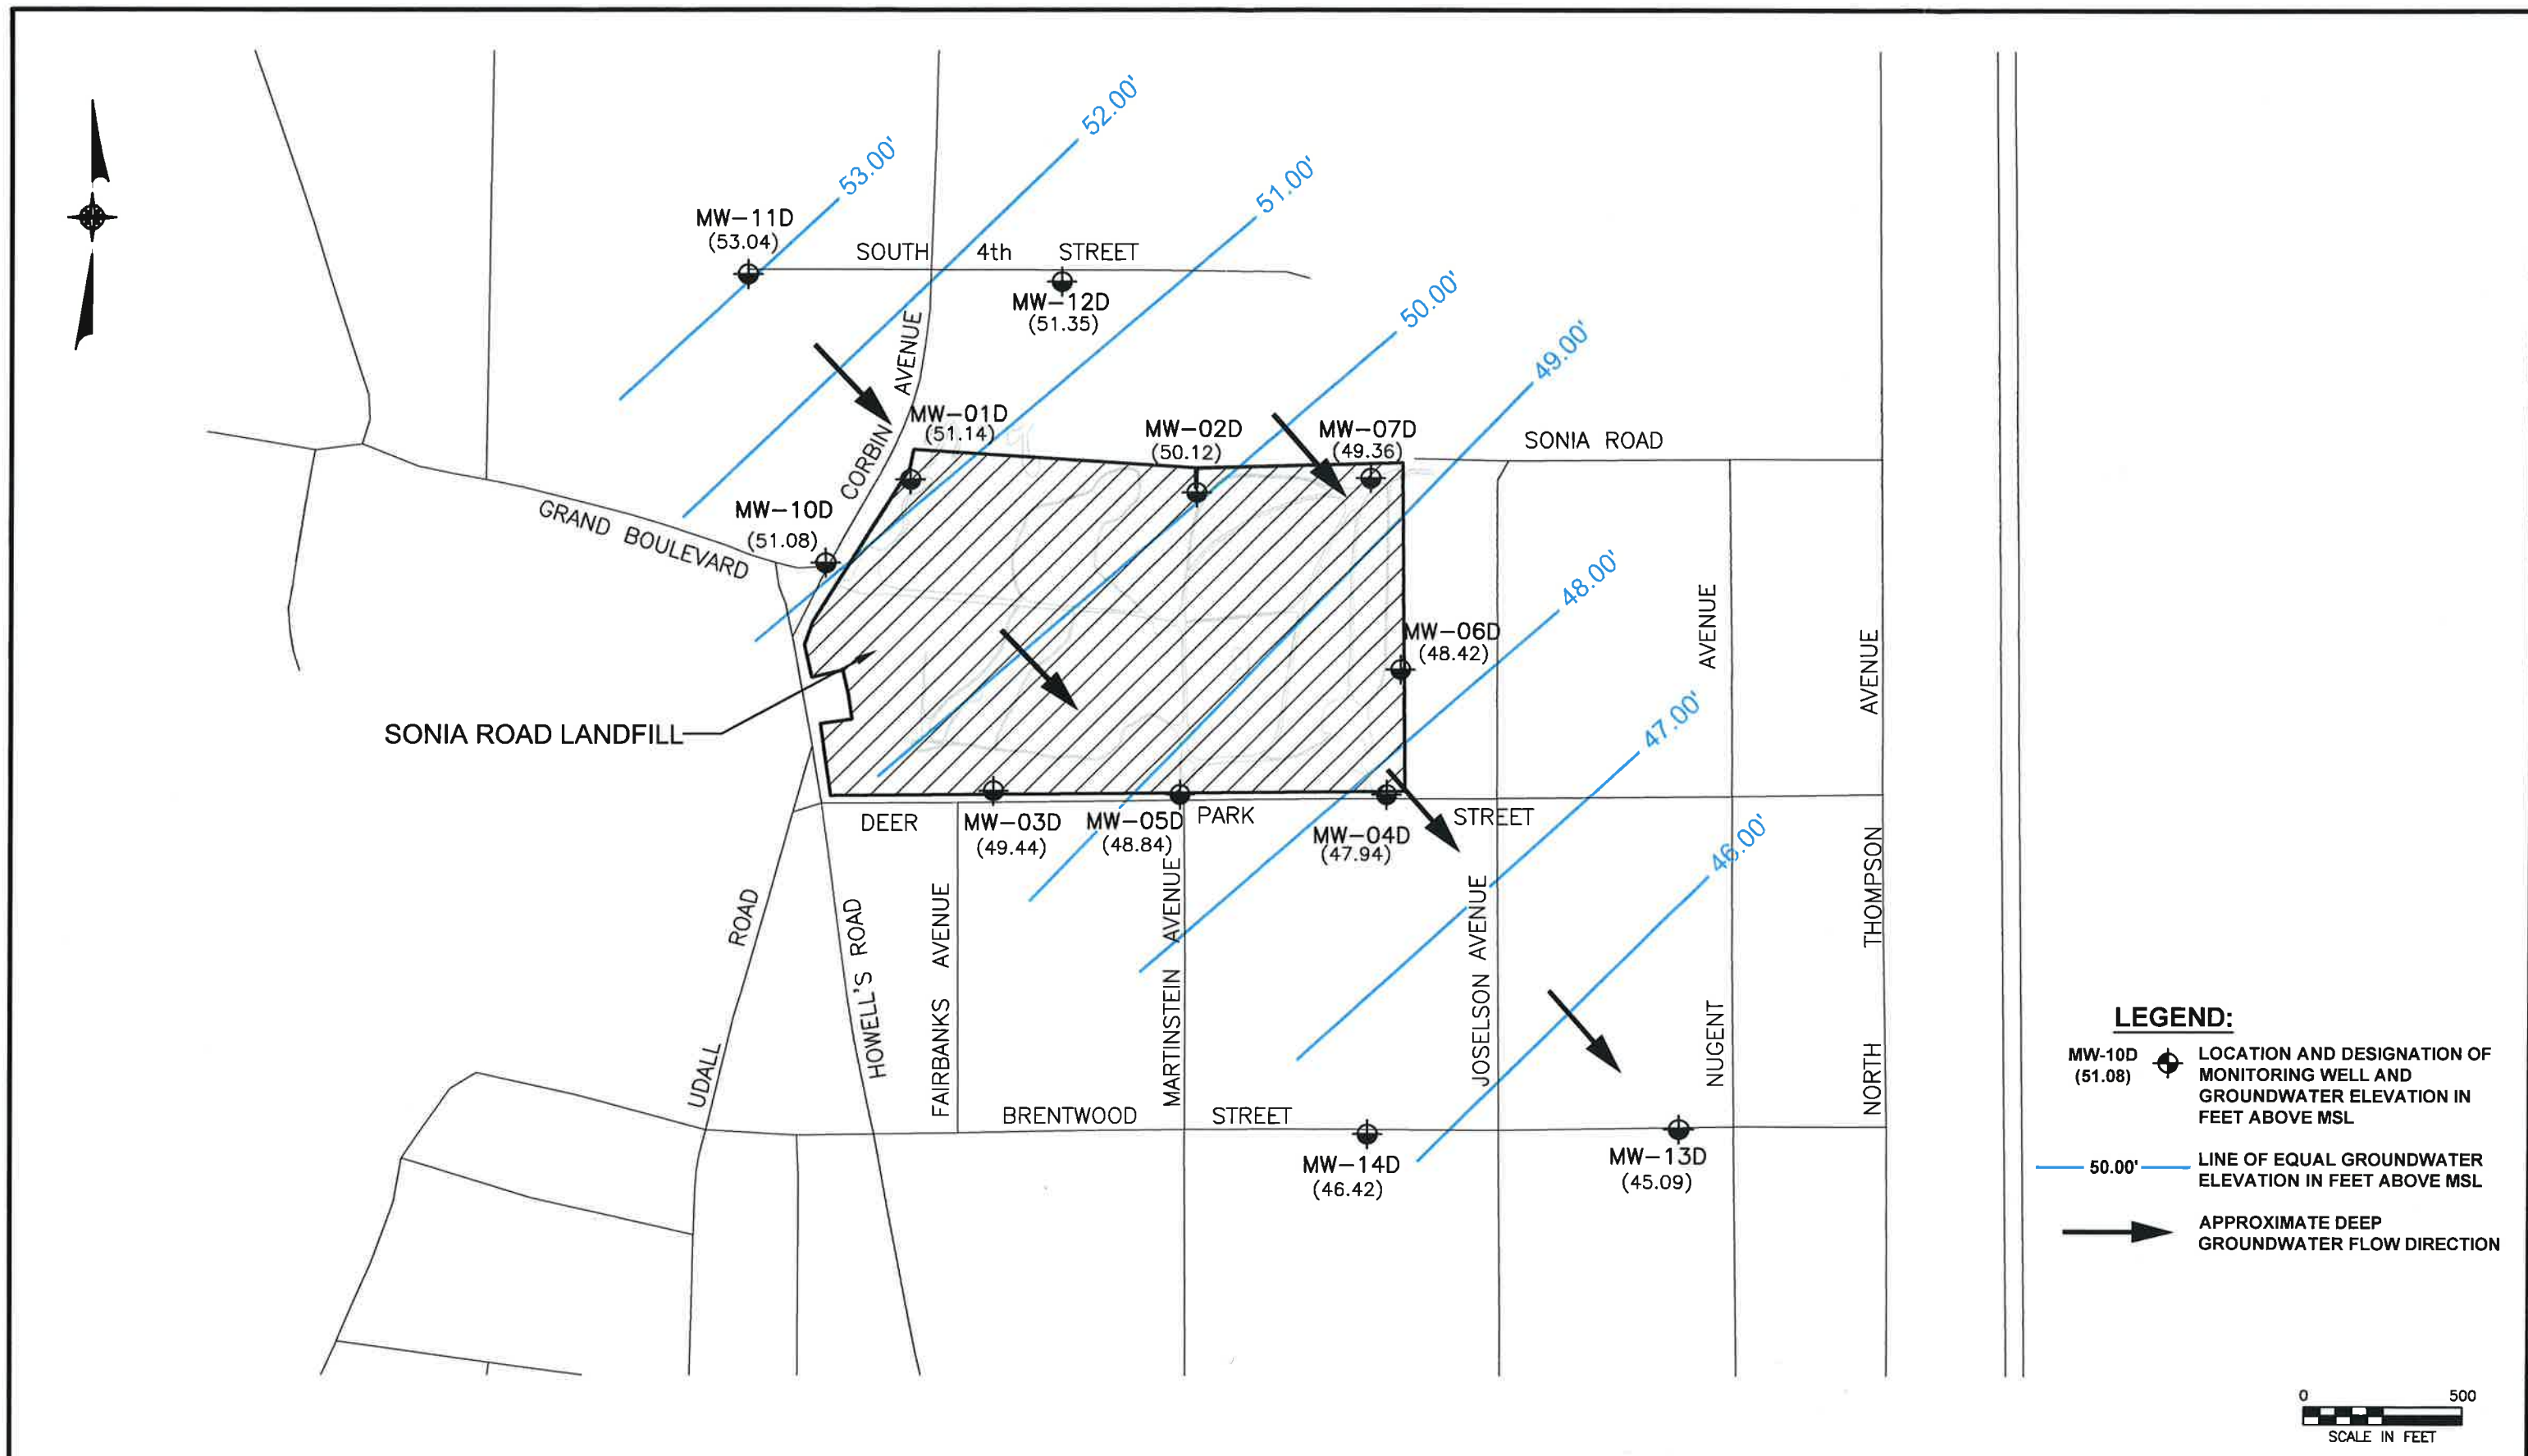 52.00'
53.00'
51.00'
MW-11D
(53.04)
SOUTH 4th STREET
MW-12D
(51.35)
50.00'
49.00'
CORBIN AVENUE
MW-01D
(51.14)
MW-02D
(50.12)
MW-07D
(49.36)
SONIA ROAD
MW-10D
(51.08)
GRAND BOULEVARD
48.00'
MW-06D
(48.42)
SONIA ROAD LANDFILL
47.00'
DEER PARK STREET
MW-03D
(49.44)
MW-05D
(48.84)
MW-04D
(47.94)
46.00'
UDALL ROAD
HOWELL'S ROAD
FAIRBANKS AVENUE
MARTINSTEIN AVENUE
JOSELSON AVENUE
NUGENT AVENUE
NORTH THOMPSON AVENUE
BRENTWOOD STREET
MW-14D
(46.42)
MW-13D
(45.09)
LEGEND:
MW-10D
(51.08)
LOCATION AND DESIGNATION OF
MONITORING WELL AND
GROUNDWATER ELEVATION IN
FEET ABOVE MSL
50.00'
LINE OF EQUAL GROUNDWATER
ELEVATION IN FEET ABOVE MSL
APPROXIMATE DEEP
GROUNDWATER FLOW DIRECTION
0 500
SCALE IN FEET